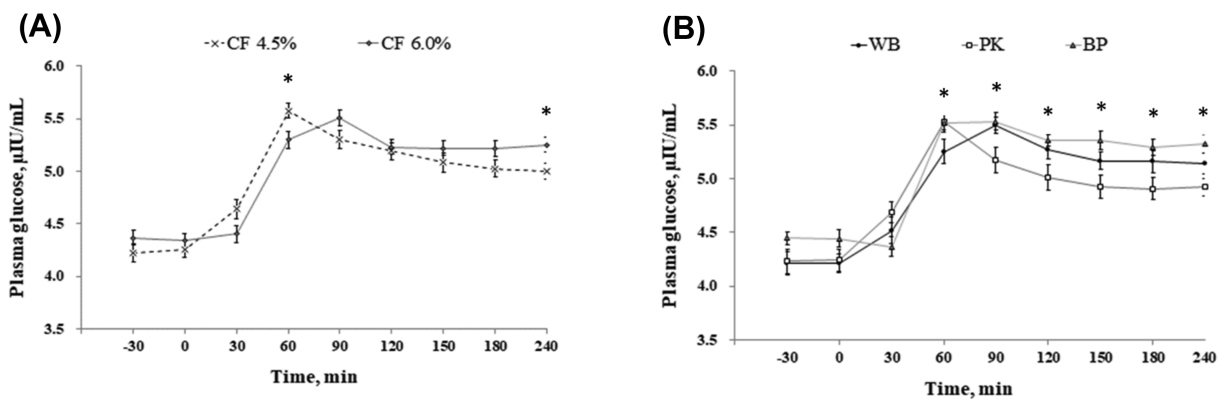 (A)
CF 4.5% CF 6.0%
6.0
5.5
5.0
4.5
4.0
3.5
Plasma glucose, µIU/mL
* *
-30 0 30 60 90 120 150 180 240
Time, min
(B)
WB PK BP
6.0
5.5
5.0
4.5
4.0
3.5
Plasma glucose, µIU/mL
* * * * * *
-30 0 30 60 90 120 150 180 240
Time, min